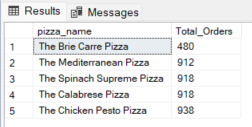 Results Messages
pizza_name Total_Orders
1 The Brie Carre Pizza 480
2 The Mediterranean Pizza 912
3 The Spinach Supreme Pizza 918
4 The Calabrese Pizza 918
5 The Chicken Pesto Pizza 938